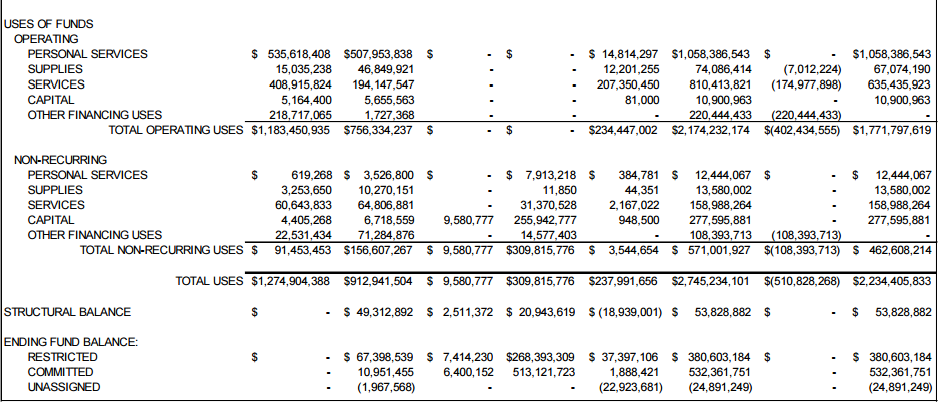 USES OF FUNDS
OPERATING
PERSONAL SERVICES $ 535,618,408 $507,953,838 $ - $ - $ 14,814,297 $1,058,386,543 $ - $1,058,386,543
SUPPLIES 15,035,238 46,849,921 - - 12,201,255 74,086,414 (7,012,224) 67,074,190
SERVICES 408,915,824 194,147,547 - - 207,350,450 810,413,821 (174,977,898) 635,435,923
CAPITAL 5,164,400 5,655,563 - - 81,000 10,900,963 - 10,900,963
OTHER FINANCING USES 218,717,065 1,727,368 - - - 220,444,433 (220,444,433) -
TOTAL OPERATING USES $1,183,450,935 $756,334,237 $ - $ - $234,447,002 $2,174,232,174 $(402,434,555) $1,771,797,619
NON-RECURRING
PERSONAL SERVICES $ 619,268 $ 3,526,800 $ - $ 7,913,218 $ 384,781 $ 12,444,067 $ - $ 12,444,067
SUPPLIES 3,253,650 10,270,151 - 11,850 44,351 13,580,002 - 13,580,002
SERVICES 60,643,833 64,806,881 - 31,370,528 2,167,022 158,988,264 - 158,988,264
CAPITAL 4,405,268 6,718,559 9,580,777 255,942,777 948,500 277,595,881 - 277,595,881
OTHER FINANCING USES 22,531,434 71,284,876 - 14,577,403 - 108,393,713 (108,393,713) -
TOTAL NON-RECURRING USES $ 91,453,453 $156,607,267 $ 9,580,777 $309,815,776 $ 3,544,654 $ 571,001,927 $(108,393,713) $ 462,608,214
TOTAL USES $1,274,904,388 $912,941,504 $ 9,580,777 $309,815,776 $237,991,656 $2,745,234,101 $(510,828,268) $2,234,405,833
STRUCTURAL BALANCE $ - $ 49,312,892 $ 2,511,372 $ 20,943,619 $ (18,939,001) $ 53,828,882 $ - $ 53,828,882
ENDING FUND BALANCE:
RESTRICTED $ - $ 67,398,539 $ 7,414,230 $268,393,309 $ 37,397,106 $ 380,603,184 $ - $ 380,603,184
COMMITTED - 10,951,455 6,400,152 513,121,723 1,888,421 532,361,751 - 532,361,751
UNASSIGNED - (1,967,568) - - (22,923,681) (24,891,249) - (24,891,249)